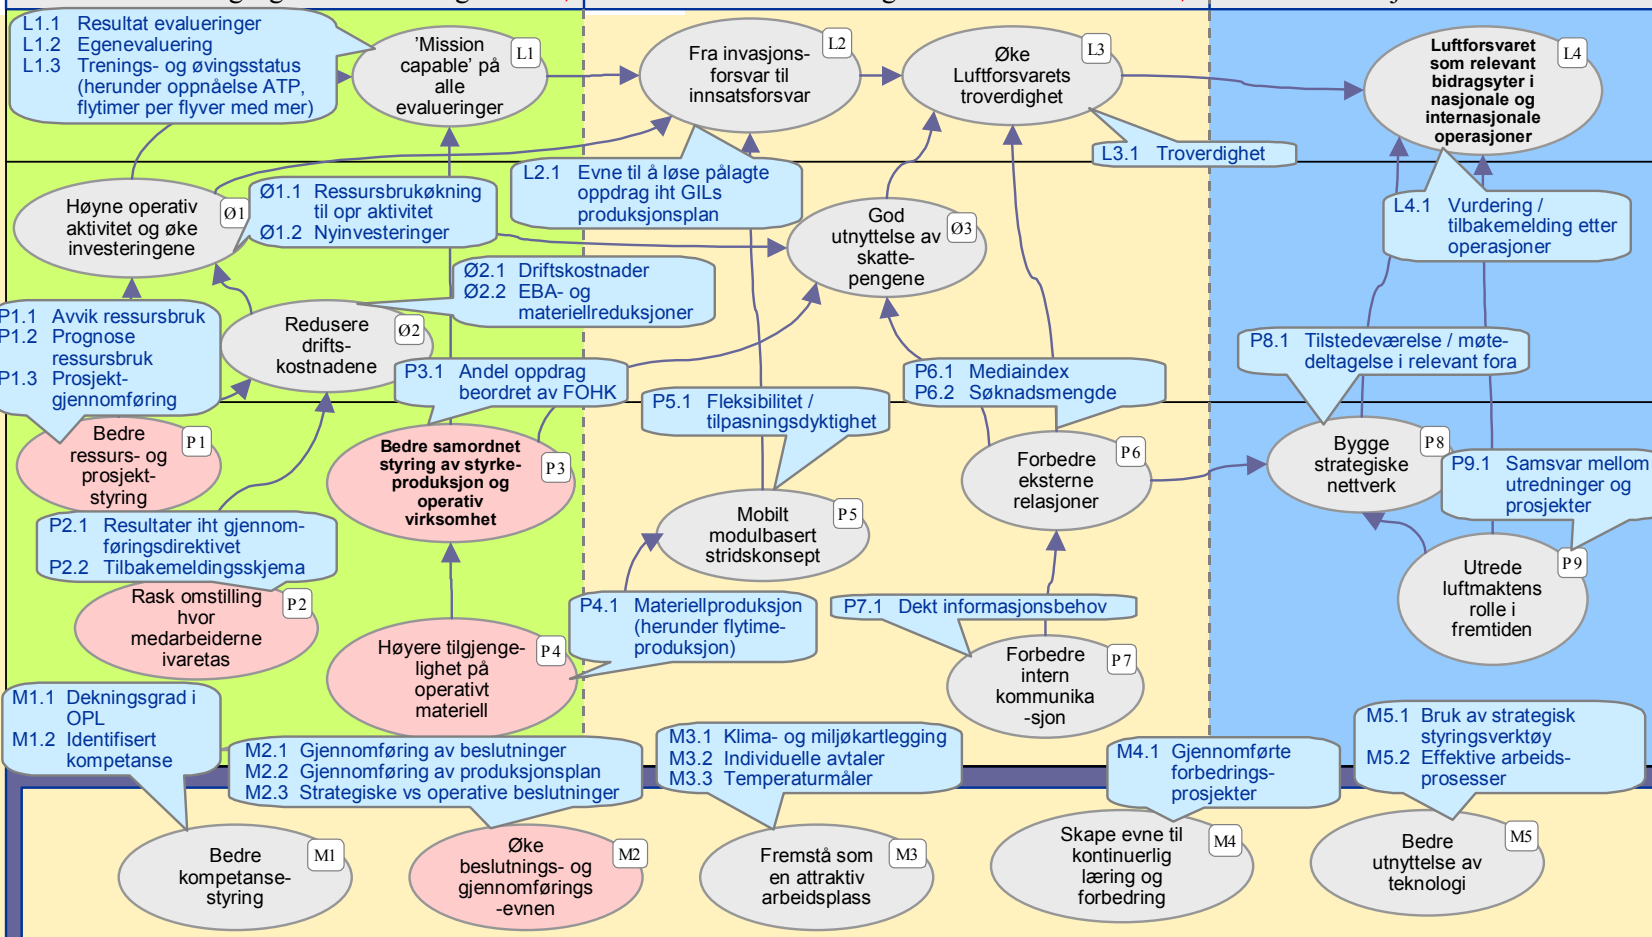 L1.1 Resultat evalueringer
L1.2 Egenevaluering
L1.3 Trenings- og øvingsstatus
(herunder oppnåelse ATP,
flytimer per flyver med mer)
'Mission
capable' på
alle
evalueringer
L1
Fra invasjons-
forsvar til
innsatsforsvar
L2
Øke
Luftforsvarets
troverdighet
L3
Luftforsvaret
som relevant
bidragsyter i
nasjonale og
internasjonale
operasjoner
L4
L2.1 Evne til å løse pålagte
oppdrag iht GILs
produksjonsplan
L3.1 Troverdighet
L4.1 Vurdering /
tilbakemelding etter
operasjoner
Høyne operativ
aktivitet og øke
investeringene
Ø1
Ø1.1 Ressursbrukøkning
til opr aktivitet
Ø1.2 Nyinvesteringer
God
utnyttelse av
skatte-
pengene
Ø3
Ø2.1 Driftskostnader
Ø2.2 EBA- og
materiellreduksjoner
Redusere
drifts-
kostnadene
Ø2
P1.1 Avvik ressursbruk
P1.2 Prognose
ressursbruk
P1.3 Prosjekt-
gjennomføring
P3.1 Andel oppdrag
beordret av FOHK
P5.1 Fleksibilitet /
tilpasningsdyktighet
P6.1 Mediaindex
P6.2 Søknadsmengde
P8.1 Tilstedeværelse / møte-
deltagelse i relevant fora
Bedre
ressurs- og
prosjekt-
styring
P1
Bedre samordnet
styring av styrke-
produksjon og
operativ
virksomhet
P3
Forbedre
eksterne
relasjoner
P6
Bygge
strategiske
nettverk
P8
P9.1 Samsvar mellom
utredninger og
prosjekter
Mobilt
modulbasert
stridskonsept
P5
P2.1 Resultater iht gjennom-
føringsdirektivet
P2.2 Tilbakemeldingsskjema
Rask omstilling
hvor
medarbeiderne
ivaretas
P2
P4.1 Materiellproduksjon
(herunder flytime-
produksjon)
P7.1 Dekt informasjonsbehov
Utrede
luftmaktens
rolle i
fremtiden
P9
Høyere tilgjenge-
lighet på
operativt
materiell
P4
Forbedre
intern
kommunika
-sjon
P7
M1.1 Dekningsgrad i
OPL
M1.2 Identifisert
kompetanse
M2.1 Gjennomføring av beslutninger
M2.2 Gjennomføring av produksjonsplan
M2.3 Strategiske vs operative beslutninger
M3.1 Klima- og miljøkartlegging
M3.2 Individuelle avtaler
M3.3 Temperaturmåler
M4.1 Gjennomførte
forbedrings-
prosjekter
M5.1 Bruk av strategisk
styringsverktøy
M5.2 Effektive arbeids-
prosesser
Bedre
kompetanse-
styring
M1
Øke
beslutnings- og
gjennomførings
-evnen
M2
Fremstå som
en attraktiv
arbeidsplass
M3
Skape evne til
kontinuerlig
læring og
forbedring
M4
Bedre
utnyttelse av
teknologi
M5